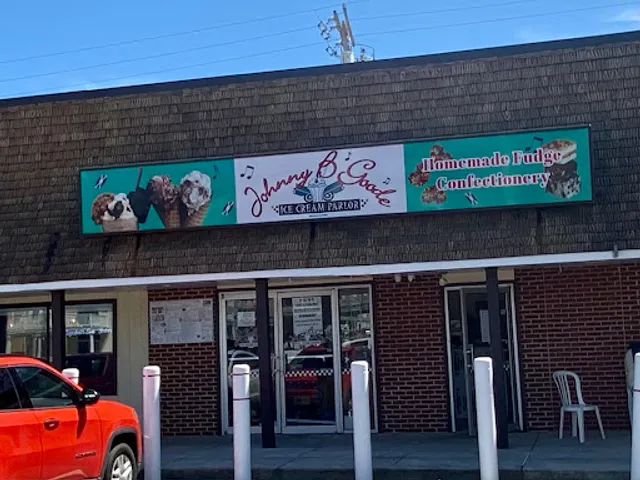 Johnny B Goode
ICE CREAM PARLOR
Homemade Fudge
Confectionery